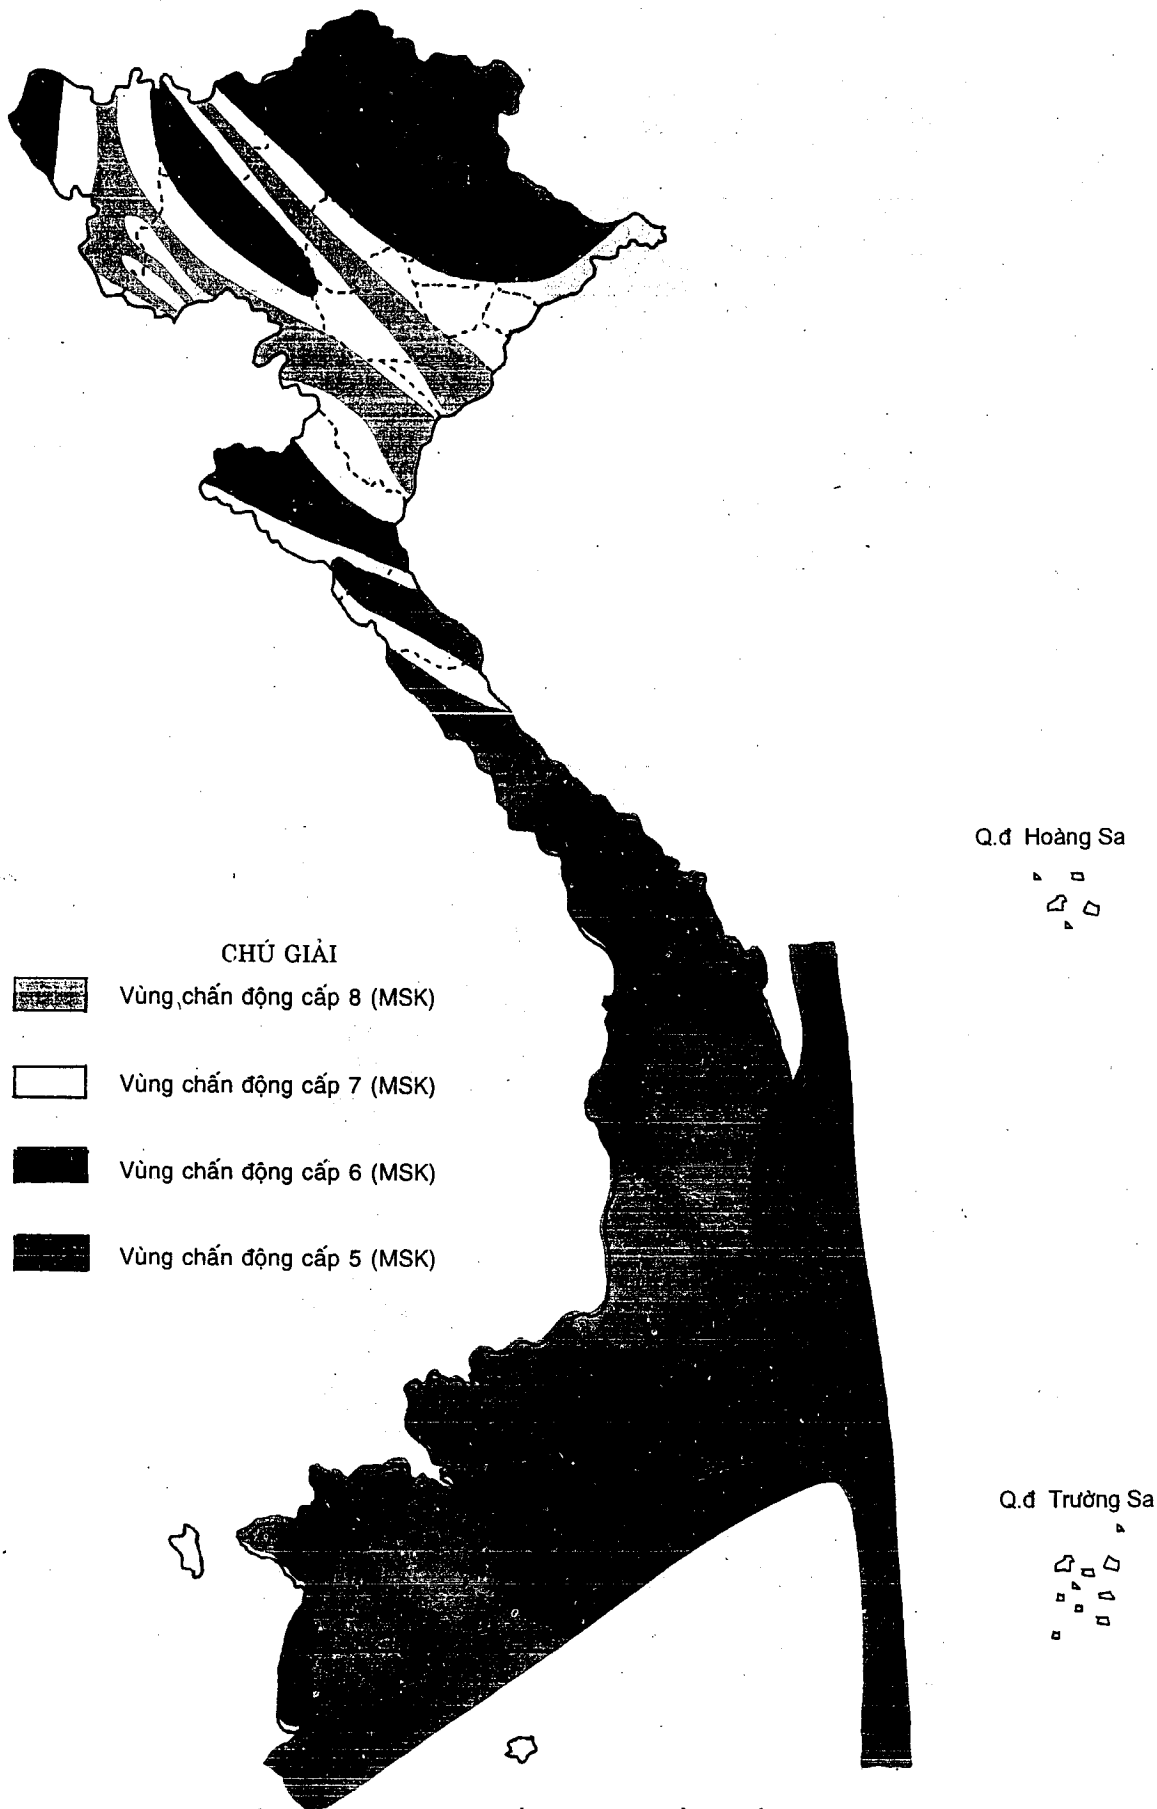 Q.đ Hoàng Sa
CHÚ GIẢI
Vùng chấn động cấp 8 (MSK)
Vùng chấn động cấp 7 (MSK)
Vùng chấn động cấp 6 (MSK)
Vùng chấn động cấp 5 (MSK)
Q.đ Trường Sa